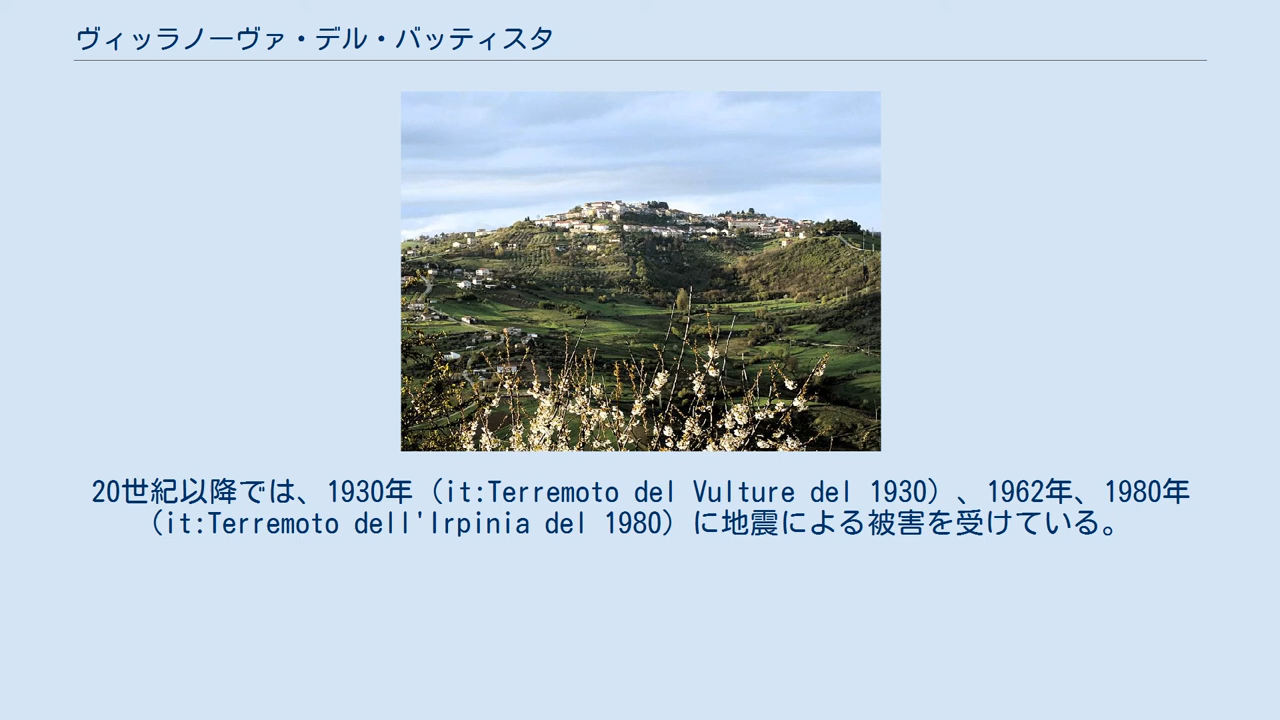 ヴィッラノーヴァ・デル・バッティスタ
20世紀以降では、1930年（it:Terremoto del Vulture del 1930）、1962年、1980年
（it:Terremoto dell'Irpinia del 1980）に地震による被害を受けている。